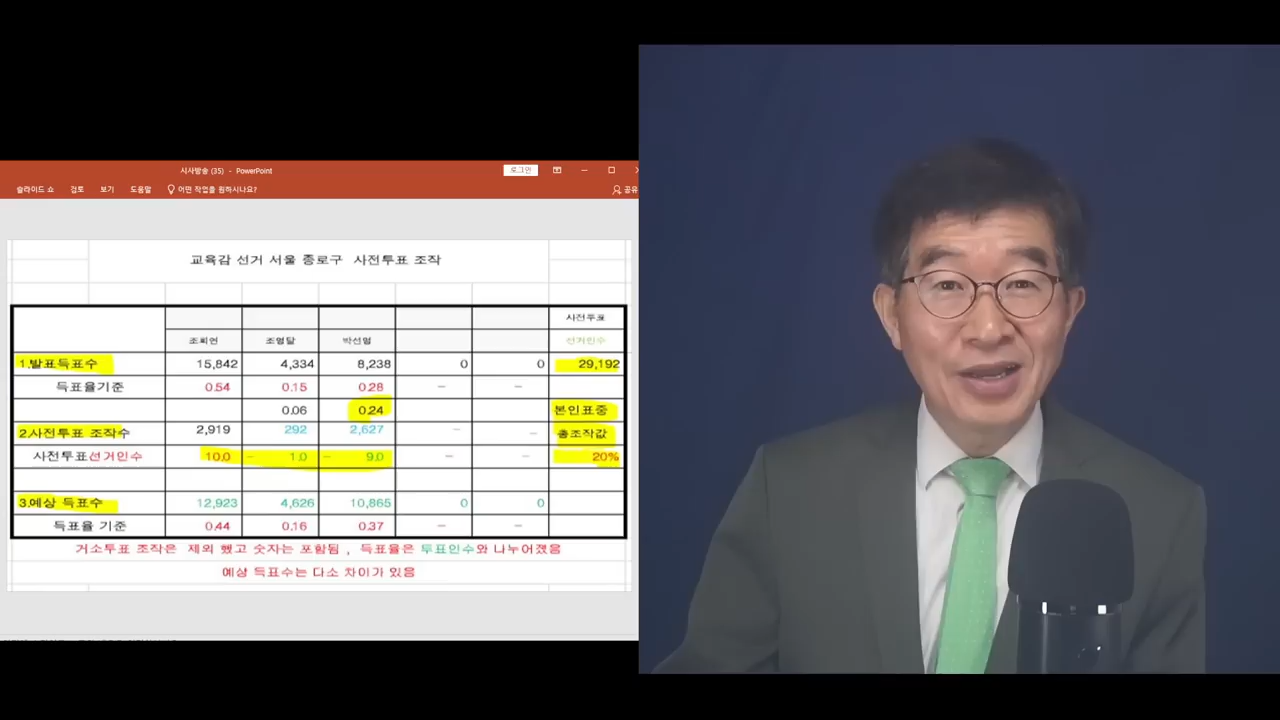 시사방송 (35) - PowerPoint
로그인
슬라이드 쇼 검토 보기 도움말 어떤 작업을 원하시나요? 공유
교육감 선거 서울 종로구 사전투표 조작
사전투표
조희연 조영달 박선영 선거인수
1.발표득표수 15,842 4,334 8,238 0 0 29,192
득표율기준 0.54 0.15 0.28 - -
0.06 0.24 본인표중
2.사전투표 조작수 2,919 292 2,627 - - 총조작값
사전투표선거인수 10.0 - 1.0 - 9.0 - - 20%
3.예상 득표수 12,923 4,626 10,865 0 0
득표율 기준 0.44 0.16 0.37 - -
거소투표 조작은 제외 했고 숫자는 포함됨 , 득표율은 투표인수와 나누어졌음
예상 득표수는 다소 차이가 있음